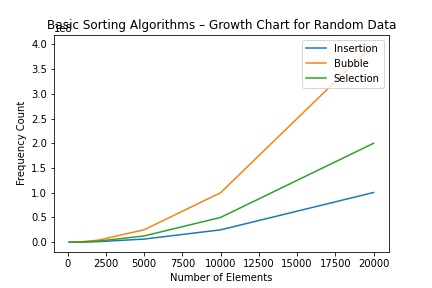 Basic Sorting Algorithms – Growth Chart for Random Data
1e8
Insertion
Bubble
Selection
4.0
3.5
3.0
2.5
2.0
1.5
1.0
0.5
0.0
Frequency Count
0 2500 5000 7500 10000 12500 15000 17500 20000
Number of Elements